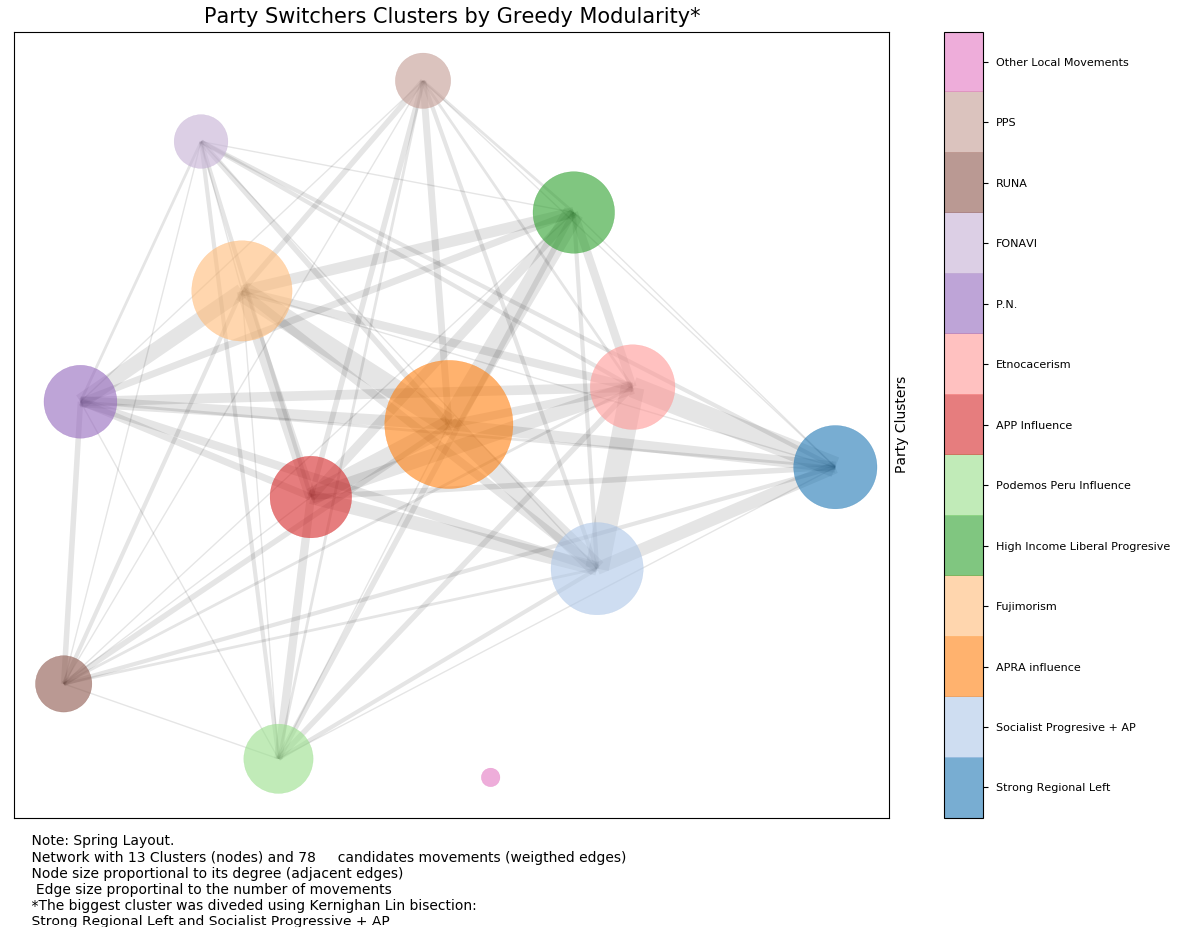 Party Switchers Clusters by Greedy Modularity*
Other Local Movements
PPS
RUNA
FONAVI
P.N.
Etnocacerism
APP Influence
Podemos Peru Influence
High Income Liberal Progresive
Fujimorism
APRA influence
Socialist Progresive + AP
Strong Regional Left
Party Clusters
Note: Spring Layout.
Network with 13 Clusters (nodes) and 78 candidates movements (weigthed edges)
Node size proportional to its degree (adjacent edges)
Edge size proportinal to the number of movements
*The biggest cluster was diveded using Kernighan Lin bisection:
Strong Regional Left and Socialist Progressive + AP